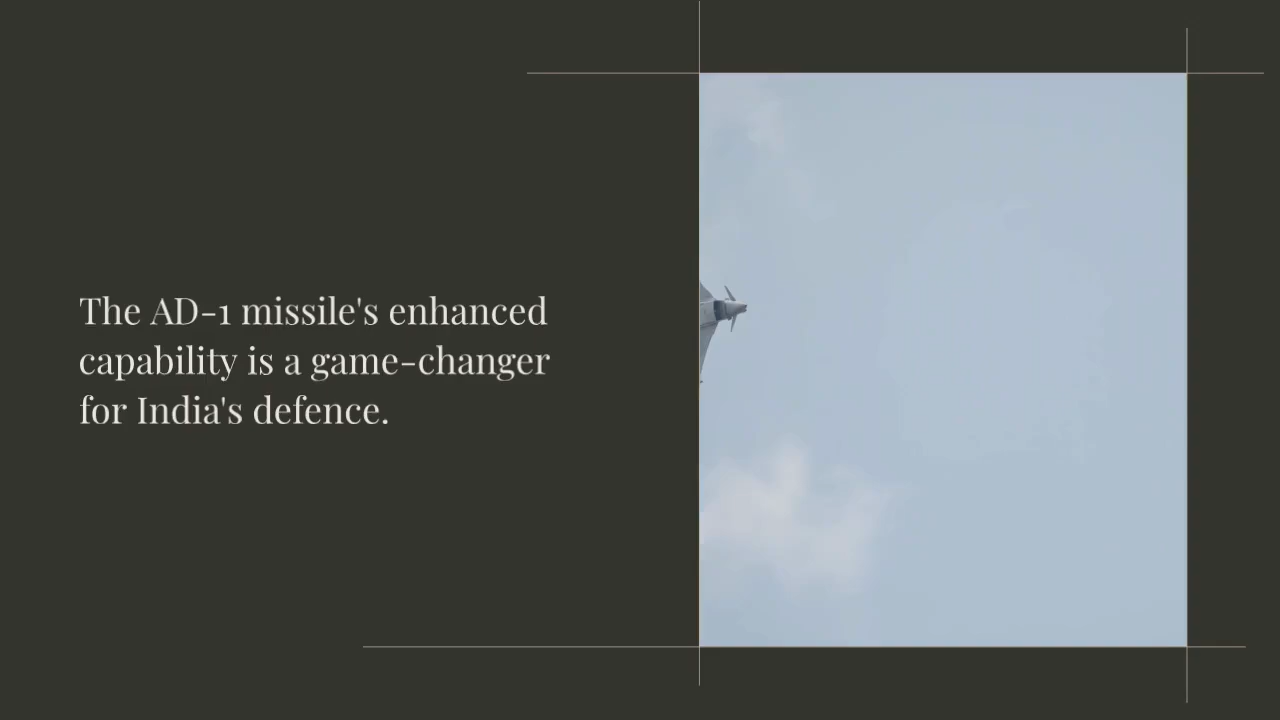 The AD-1 missile's enhanced
capability is a game-changer
for India's defence.